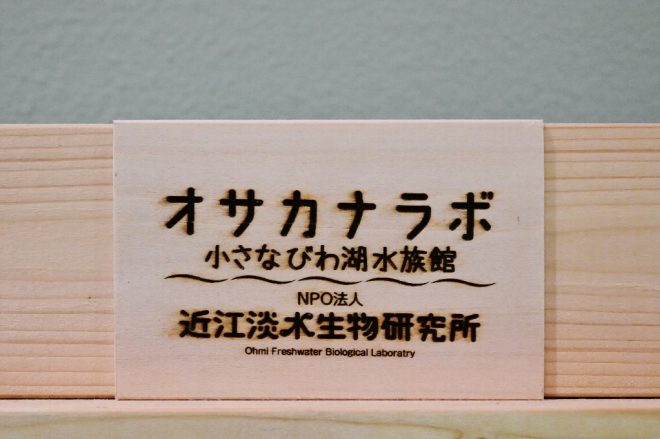 オサカナラボ
小さなびわ湖水族館
NPO法人
近江淡水生物研究所
Ohmi Freshwater Biological Laboratry